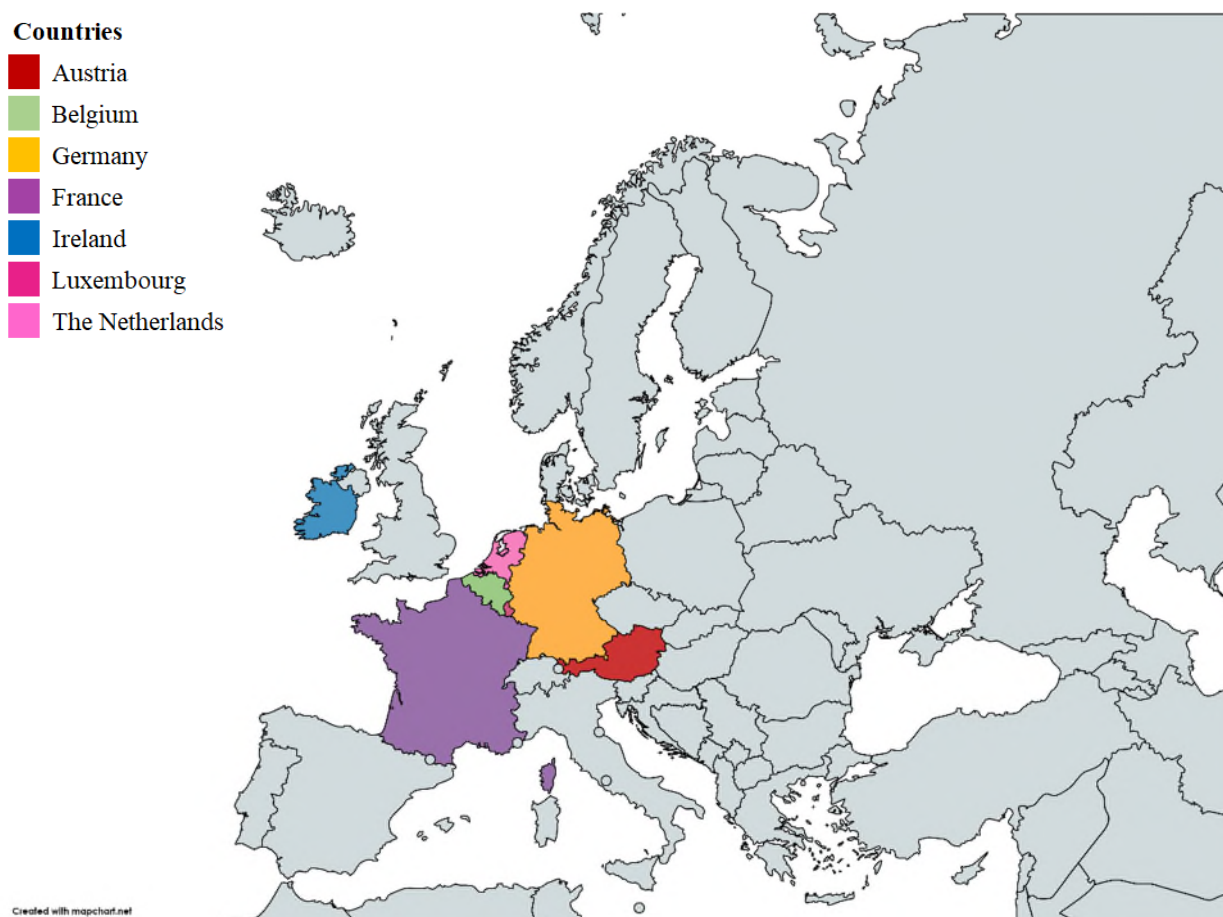 Countries
Austria
Belgium
Germany
France
Ireland
Luxembourg
The Netherlands
Created with mapchart.net